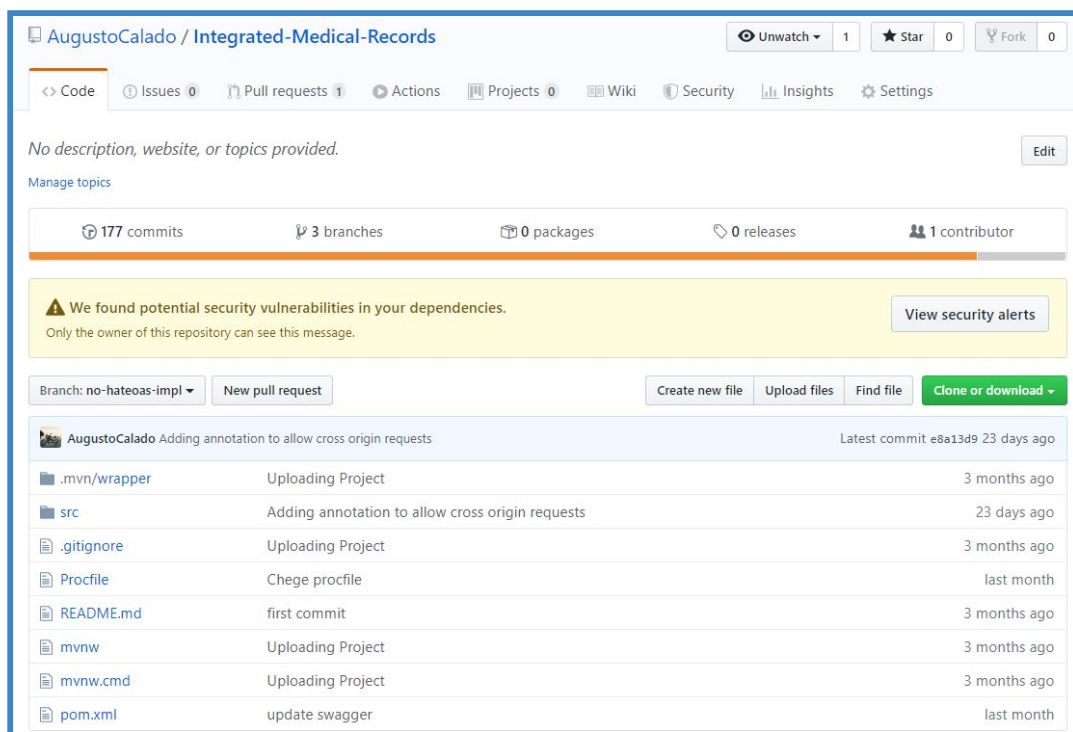 AugustoCalado / Integrated-Medical-Records Unwatch 1 Star 0 Fork 0
Code Issues 0 Pull requests 1 Actions Projects 0 Wiki Security Insights Settings
No description, website, or topics provided. Edit
Manage topics
177 commits 3 branches 0 packages 0 releases 1 contributor
We found potential security vulnerabilities in your dependencies.
Only the owner of this repository can see this message.
View security alerts
Branch: no-hateoas-impl New pull request Create new file Upload files Find file Clone or download
AugustoCalado Adding annotation to allow cross origin requests Latest commit e8a13d9 23 days ago
.mvn/wrapper Uploading Project 3 months ago
src Adding annotation to allow cross origin requests 23 days ago
.gitignore Uploading Project 3 months ago
Procfile Chege procfile last month
README.md first commit 3 months ago
mvnw Uploading Project 3 months ago
mvnw.cmd Uploading Project 3 months ago
pom.xml update swagger last month